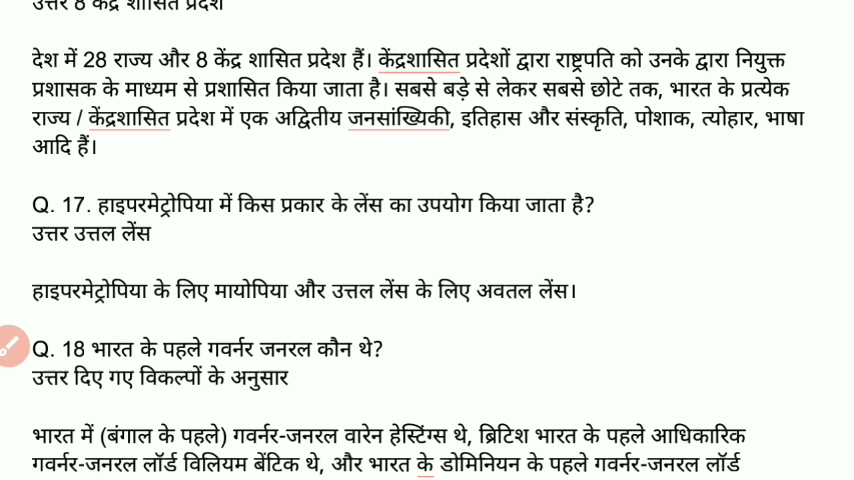 उत्तर 8 केंद्र शासित प्रदेश
देश में 28 राज्य और 8 केंद्र शासित प्रदेश हैं। केंद्रशासित प्रदेशों द्वारा राष्ट्रपति को उनके द्वारा नियुक्त
प्रशासक के माध्यम से प्रशासित किया जाता है। सबसे बड़े से लेकर सबसे छोटे तक, भारत के प्रत्येक
राज्य / केंद्रशासित प्रदेश में एक अद्वितीय जनसांख्यिकी, इतिहास और संस्कृति, पोशाक, त्योहार, भाषा
आदि हैं।
Q. 17. हाइपरमेट्रोपिया में किस प्रकार के लेंस का उपयोग किया जाता है?
उत्तर उत्तल लेंस
हाइपरमेट्रोपिया के लिए मायोपिया और उत्तल लेंस के लिए अवतल लेंस।
Q. 18 भारत के पहले गवर्नर जनरल कौन थे?
उत्तर दिए गए विकल्पों के अनुसार
भारत में (बंगाल के पहले) गवर्नर-जनरल वारेन हेस्टिंग्स थे, ब्रिटिश भारत के पहले आधिकारिक
गवर्नर-जनरल लॉर्ड विलियम बेंटिक थे, और भारत के डोमिनियन के पहले गवर्नर-जनरल लॉर्ड